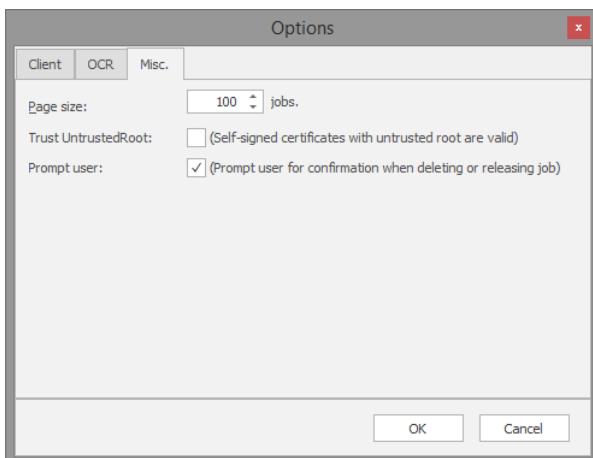 Options
x
Client OCR Misc.
Page size: 100 jobs.
Trust UntrustedRoot: (Self-signed certificates with untrusted root are valid)
Prompt user: (Prompt user for confirmation when deleting or releasing job)
OK Cancel